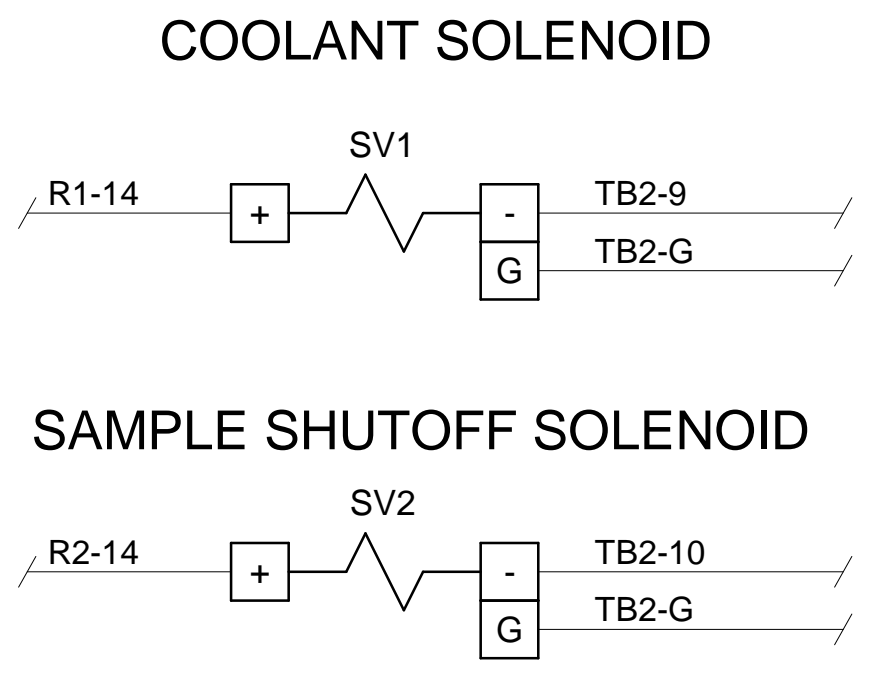 COOLANT SOLENOID
SV1
R1-14 + - TB2-9
G TB2-G
SAMPLE SHUTOFF SOLENOID
SV2
R2-14 + - TB2-10
G TB2-G